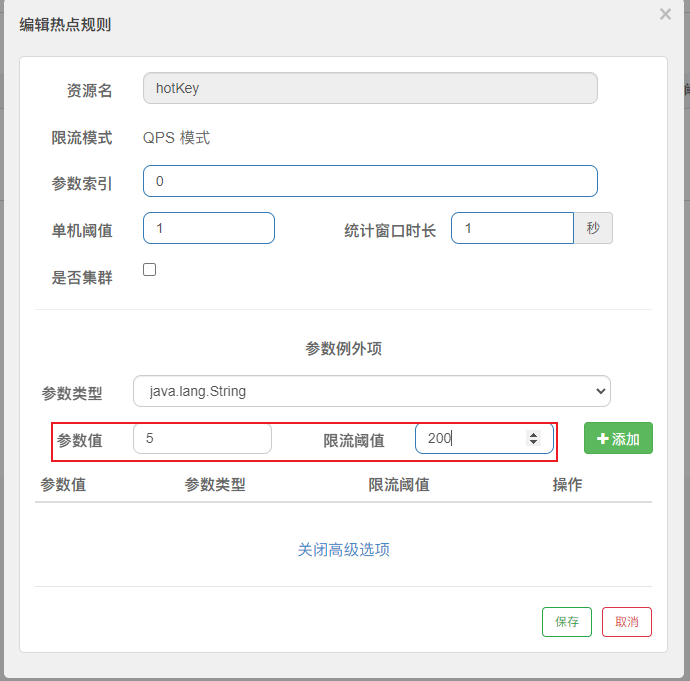 编辑热点规则 ×
资源名 hotKey
限流模式 QPS 模式
参数索引 0
单机阈值 1 统计窗口时长 1 秒
是否集群
参数例外项
参数类型 java.lang.String
参数值 5 限流阈值 200 +添加
参数值 参数类型 限流阈值 操作
关闭高级选项
保存 取消